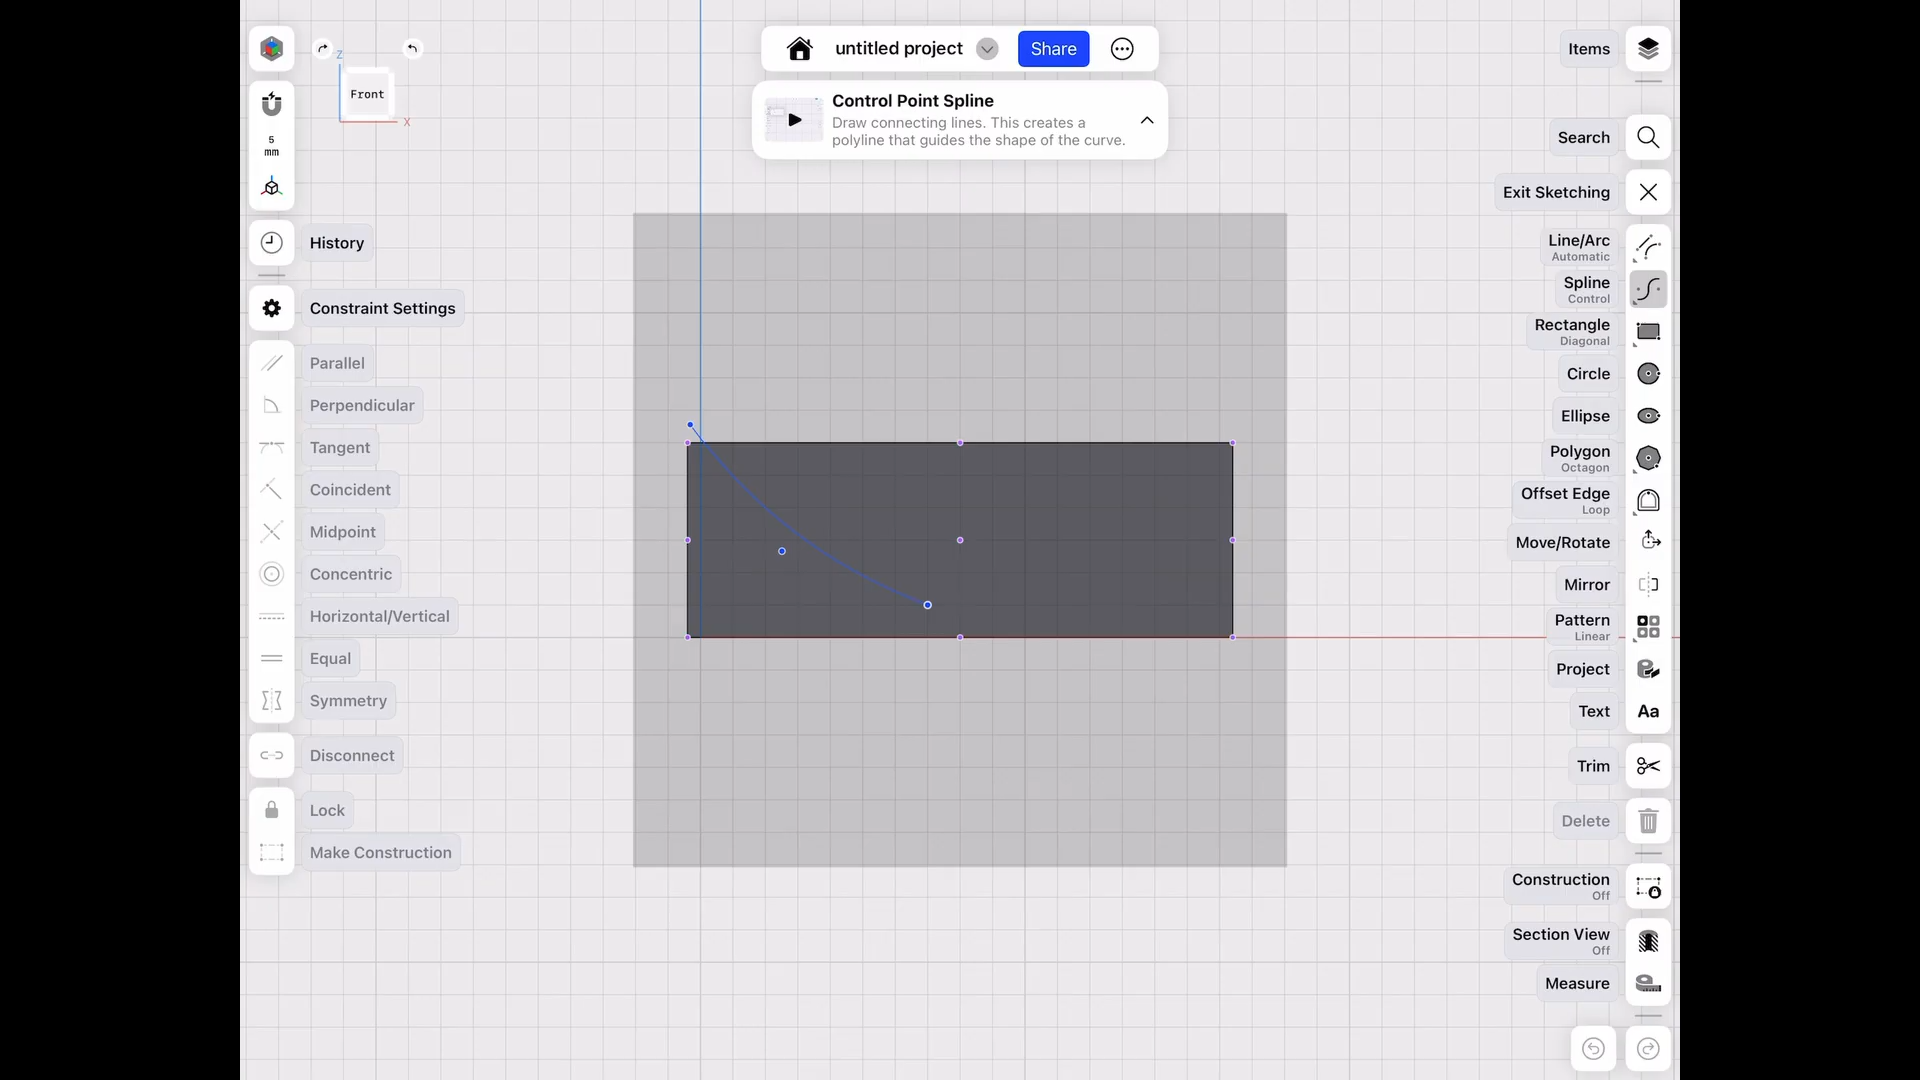 untitled project
Share
Items
Z
Front
X
5
mm
Control Point Spline
Draw connecting lines. This creates a
polyline that guides the shape of the curve.
Search
Exit Sketching
History
Line/Arc
Automatic
Spline
Control
Constraint Settings
Rectangle
Diagonal
Parallel
Circle
Perpendicular
Ellipse
Tangent
Polygon
Octagon
Coincident
Offset Edge
Loop
Midpoint
Move/Rotate
Concentric
Mirror
Horizontal/Vertical
Pattern
Linear
Equal
Project
Symmetry
Text
Aa
Disconnect
Trim
Lock
Delete
Make Construction
Construction
Off
Section View
Off
Measure